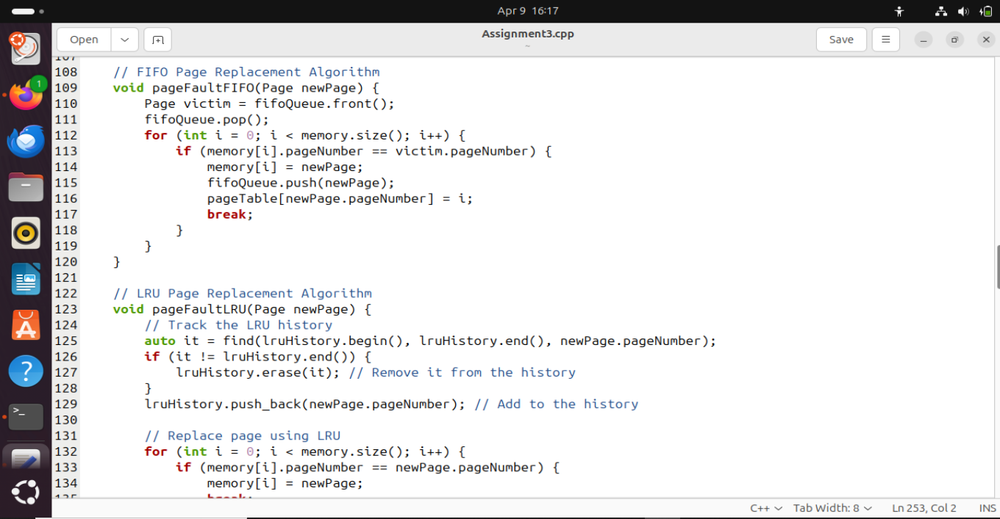 Apr 9 16:17
Open
Assignment3.cpp
~
Save
1
107
108 // FIFO Page Replacement Algorithm
109 void pageFaultFIFO(Page newPage) {
110 Page victim = fifoQueue.front();
111 fifoQueue.pop();
112 for (int i = 0; i < memory.size(); i++) {
113 if (memory[i].pageNumber == victim.pageNumber) {
114 memory[i] = newPage;
115 fifoQueue.push(newPage);
116 pageTable[newPage.pageNumber] = i;
117 break;
118 }
119 }
120 }
121
122 // LRU Page Replacement Algorithm
123 void pageFaultLRU(Page newPage) {
124 // Track the LRU history
125 auto it = find(lruHistory.begin(), lruHistory.end(), newPage.pageNumber);
126 if (it != lruHistory.end()) {
127 lruHistory.erase(it); // Remove it from the history
128 }
129 lruHistory.push_back(newPage.pageNumber); // Add to the history
130
131 // Replace page using LRU
132 for (int i = 0; i < memory.size(); i++) {
133 if (memory[i].pageNumber == newPage.pageNumber) {
134 memory[i] = newPage;
135 break;
C++ Tab Width: 8 Ln 253, Col 2 INS